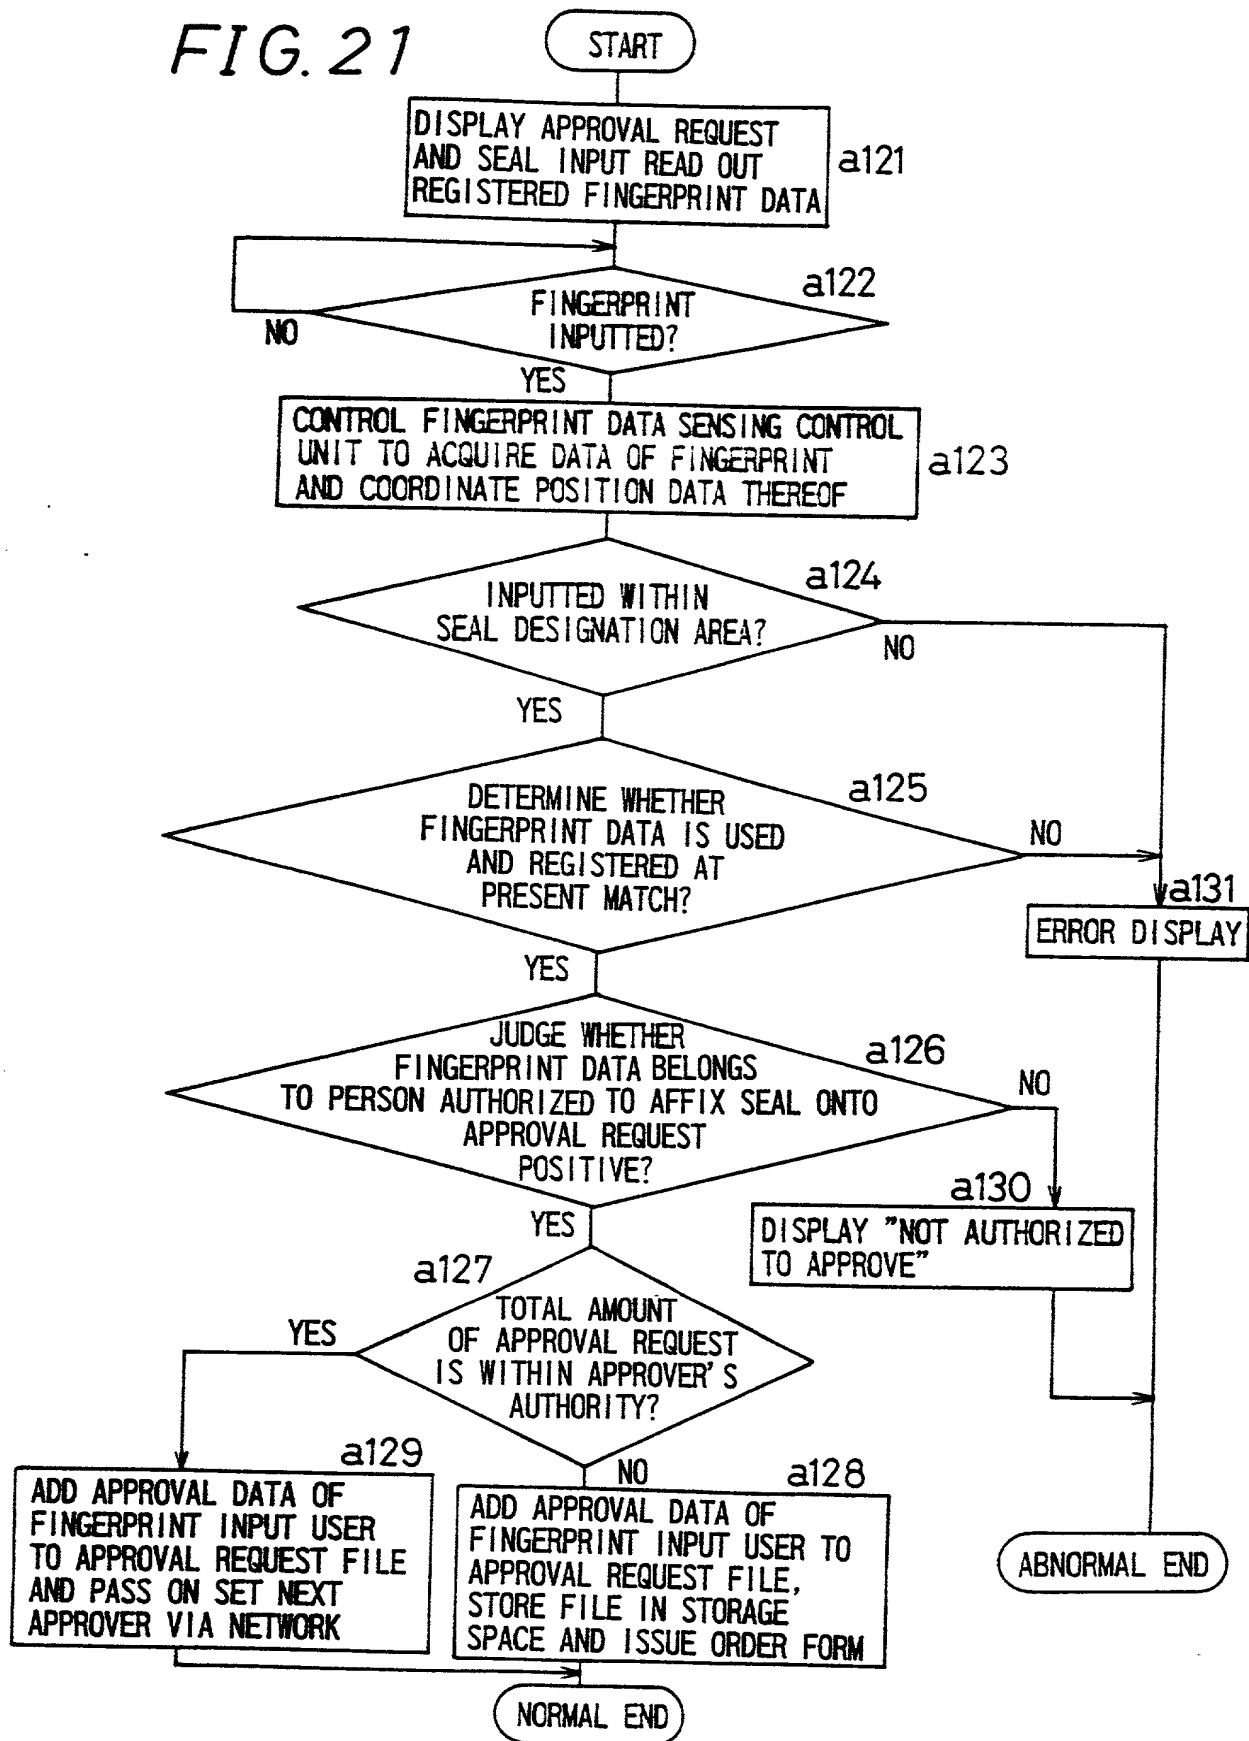 FIG. 21
START
DISPLAY APPROVAL REQUEST
AND SEAL INPUT READ OUT
REGISTERED FINGERPRINT DATA
a121
a122
FINGERPRINT
INPUTTED?
NO
YES
CONTROL FINGERPRINT DATA SENSING CONTROL
UNIT TO ACQUIRE DATA OF FINGERPRINT
AND COORDINATE POSITION DATA THEREOF
a123
a124
INPUTTED WITHIN
SEAL DESIGNATION AREA?
NO
YES
a125
DETERMINE WHETHER
FINGERPRINT DATA IS USED
AND REGISTERED AT
PRESENT MATCH?
NO
YES
a131
ERROR DISPLAY
a126
JUDGE WHETHER
FINGERPRINT DATA BELONGS
TO PERSON AUTHORIZED TO AFFIX SEAL ONTO
APPROVAL REQUEST
POSITIVE?
NO
YES
a130
DISPLAY "NOT AUTHORIZED
TO APPROVE"
a127
TOTAL AMOUNT
OF APPROVAL REQUEST
IS WITHIN APPROVER'S
AUTHORITY?
YES
NO
a129
ADD APPROVAL DATA OF
FINGERPRINT INPUT USER
TO APPROVAL REQUEST FILE
AND PASS ON SET NEXT
APPROVER VIA NETWORK
a128
ADD APPROVAL DATA OF
FINGERPRINT INPUT USER TO
APPROVAL REQUEST FILE,
STORE FILE IN STORAGE
SPACE AND ISSUE ORDER FORM
ABNORMAL END
NORMAL END